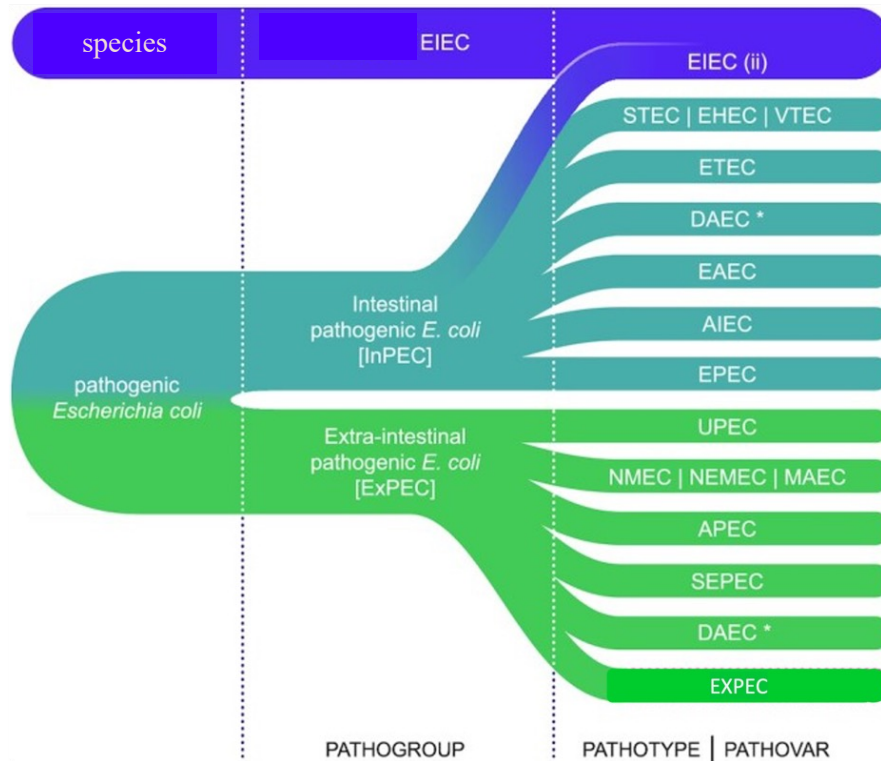 species
EIEC
EIEC (ii)
STEC | EHEC | VTEC
ETEC
DAEC *
EAEC
AIEC
EPEC
Intestinal
pathogenic E. coli
[InPEC]
pathogenic
Escherichia coli
Extra-intestinal
pathogenic E. coli
[ExPEC]
UPEC
NMEC | NEMEC | MAEC
APEC
SEPEC
DAEC *
EXPEC
PATHOGROUP
PATHOTYPE | PATHOVAR